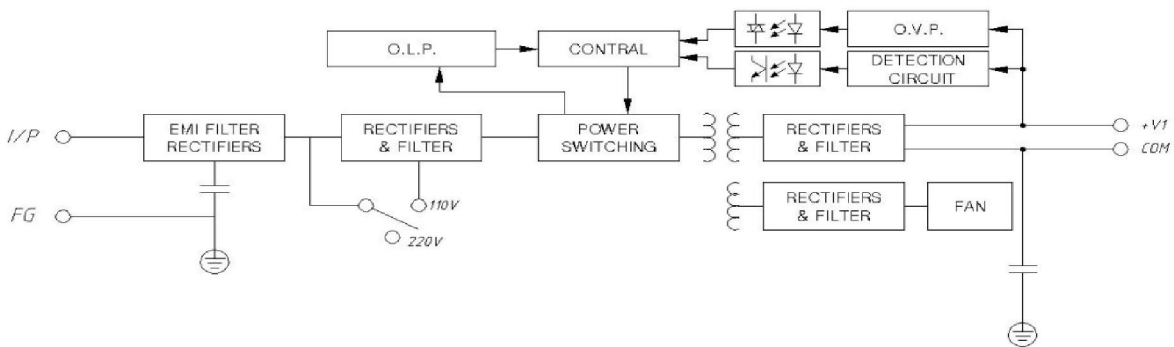 O.V.P.
O.L.P.
CONTRAL
DETECTION
CIRCUIT
I/P
EMI FILTER
RECTIFIERS
RECTIFIERS
& FILTER
POWER
SWITCHING
RECTIFIERS
& FILTER
+V1
COM
FG
110V
220V
RECTIFIERS
& FILTER
FAN